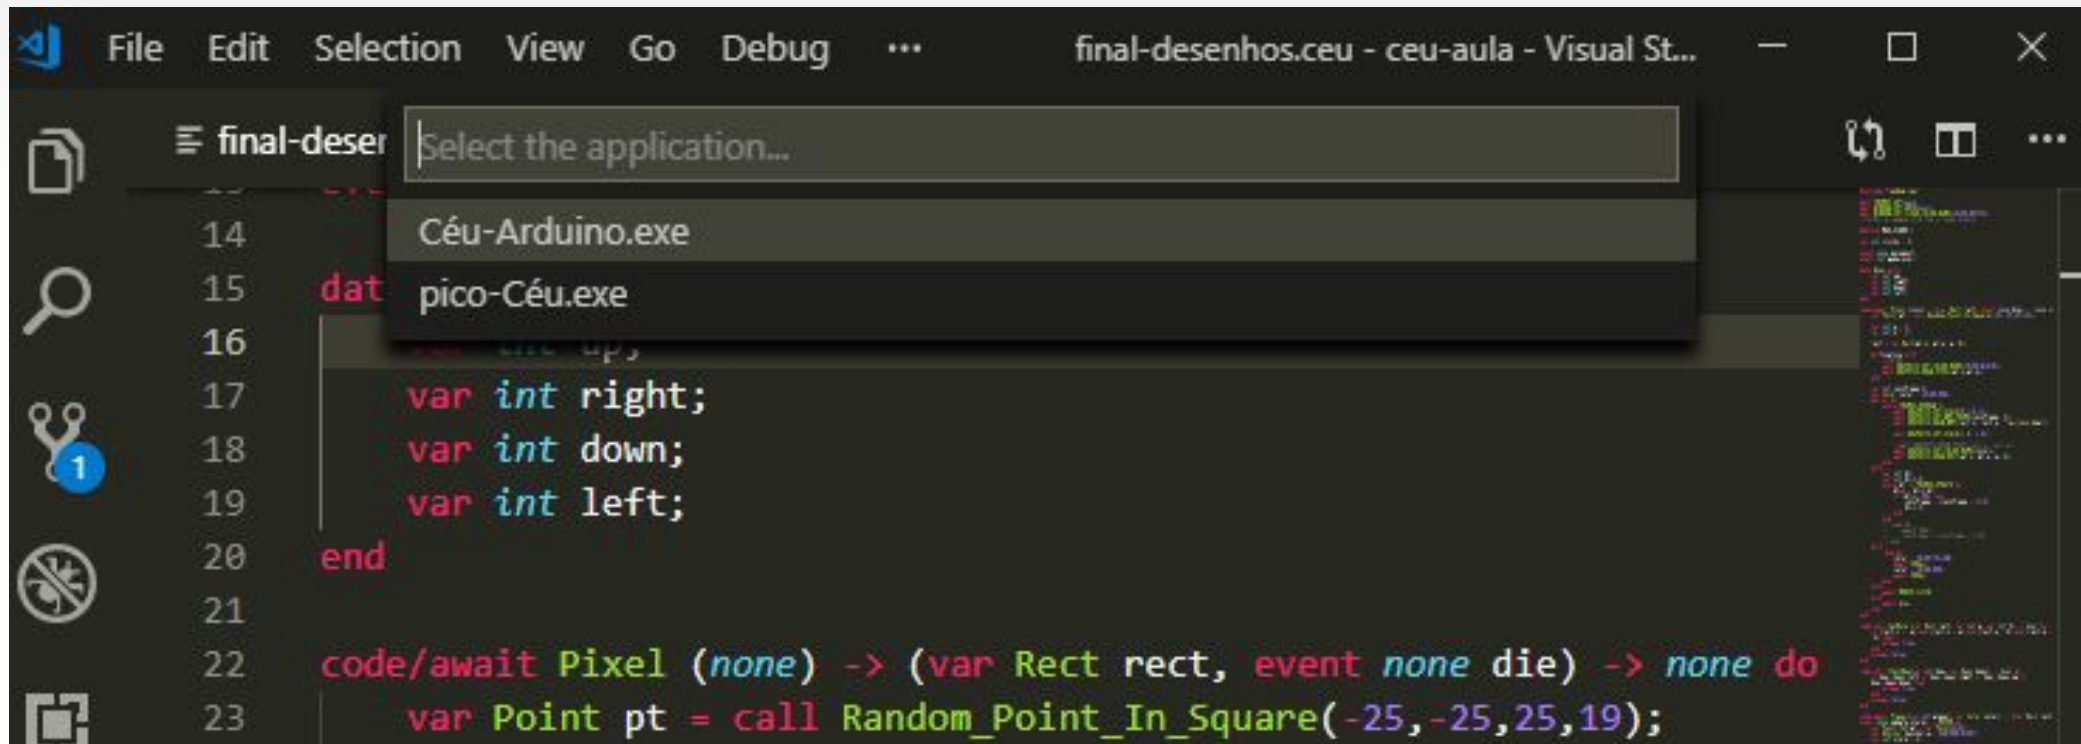 File Edit Selection View Go Debug ... final-desenhos.ceu - ceu-aula - Visual St...
final-deser
Select the application...
Céu-Arduino.exe
pico-Céu.exe
14
15 dat
16 var int up;
17 var int right;
18 var int down;
19 var int left;
20 end
21
22 code/await Pixel (none) -> (var Rect rect, event none die) -> none do
23 var Point pt = call Random_Point_In_Square(-25,-25,25,19);
1